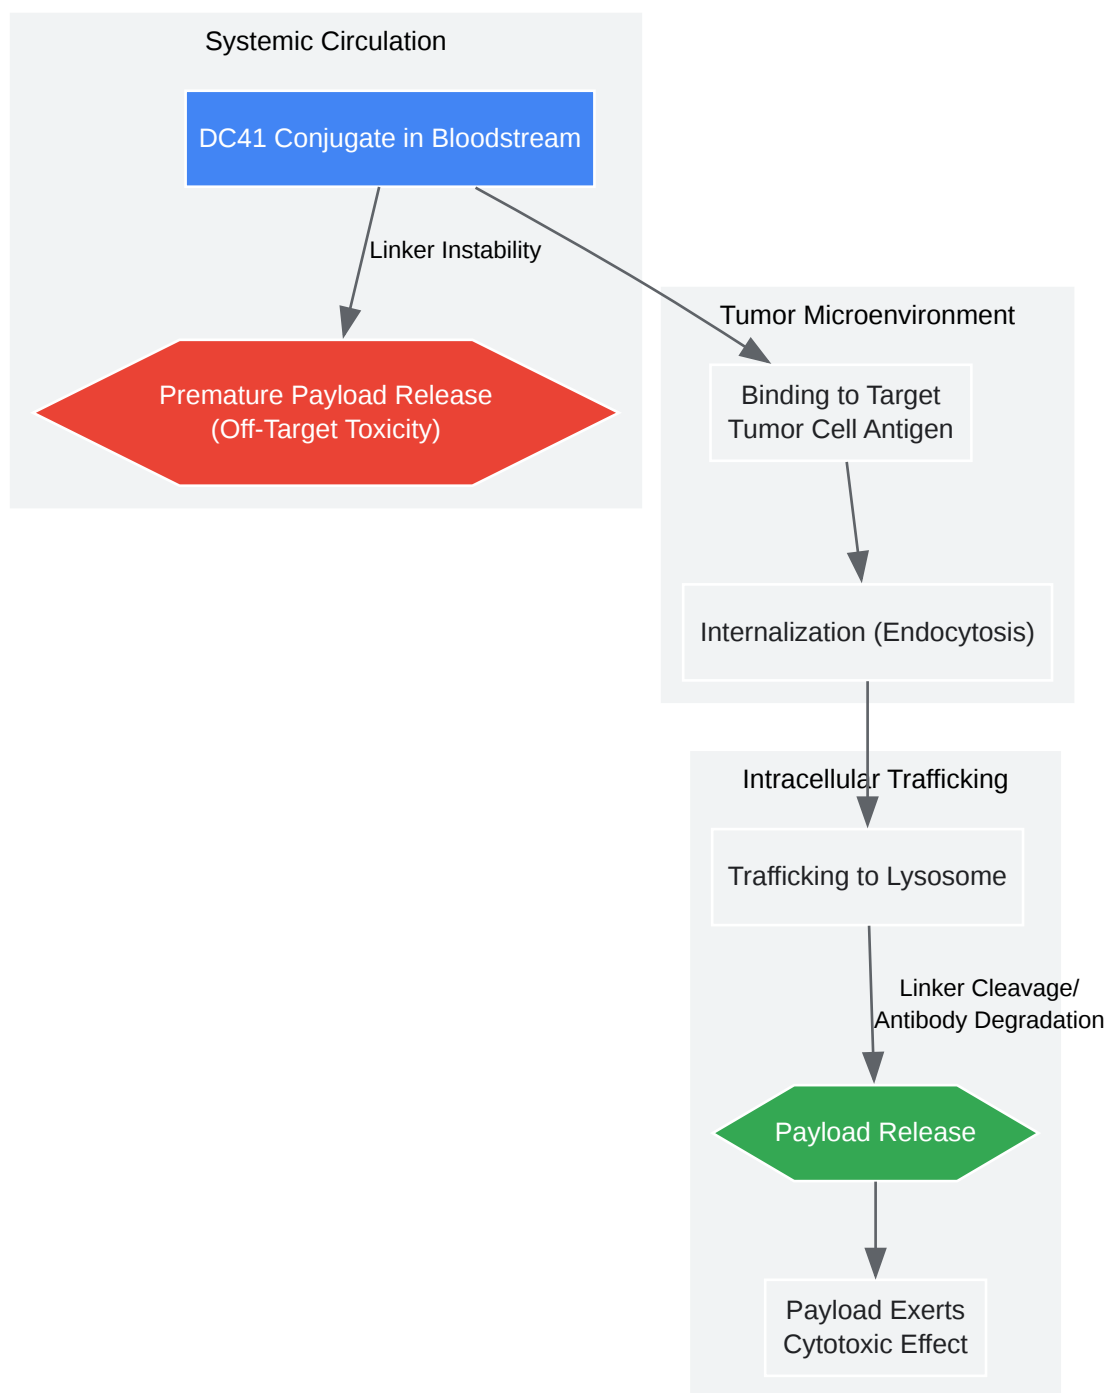 Systemic Circulation
DC41 Conjugate in Bloodstream
Linker Instability
Premature Payload Release
(Off-Target Toxicity)
Tumor Microenvironment
Binding to Target
Tumor Cell Antigen
Internalization (Endocytosis)
Intracellular Trafficking
Trafficking to Lysosome
Linker Cleavage/
Antibody Degradation
Payload Release
Payload Exerts
Cytotoxic Effect